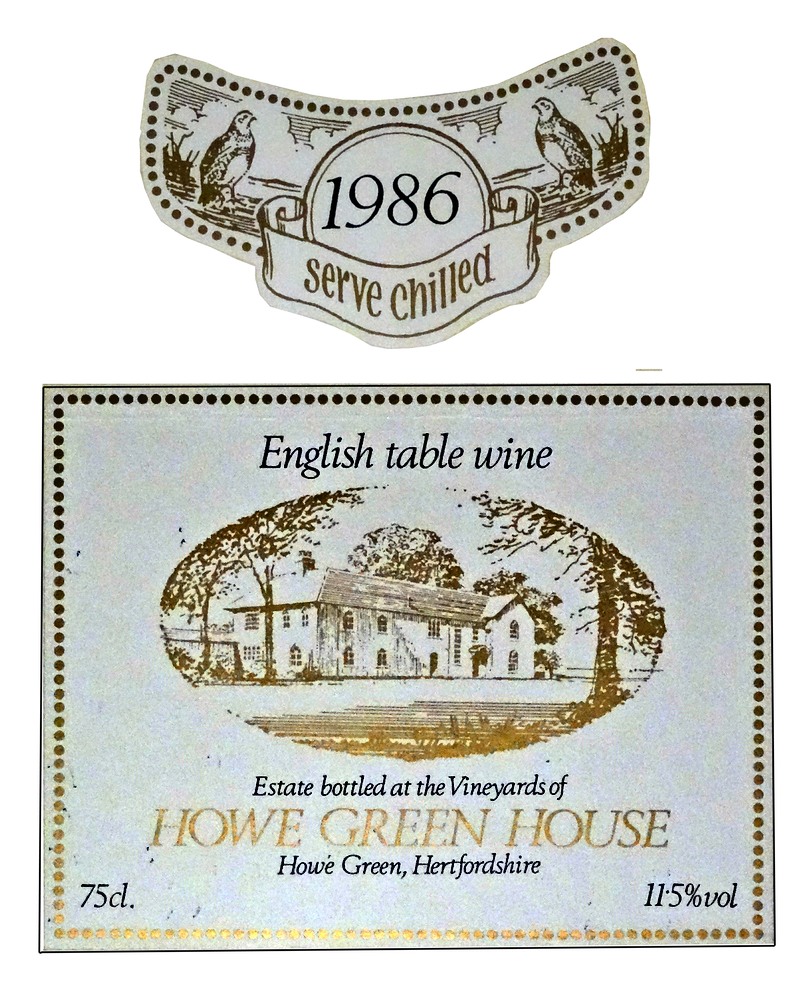 1986
serve chilled
English table wine
Estate bottled at the Vineyards of
HOWE GREEN HOUSE
Howe Green, Hertfordshire
75cl. 11·5%vol